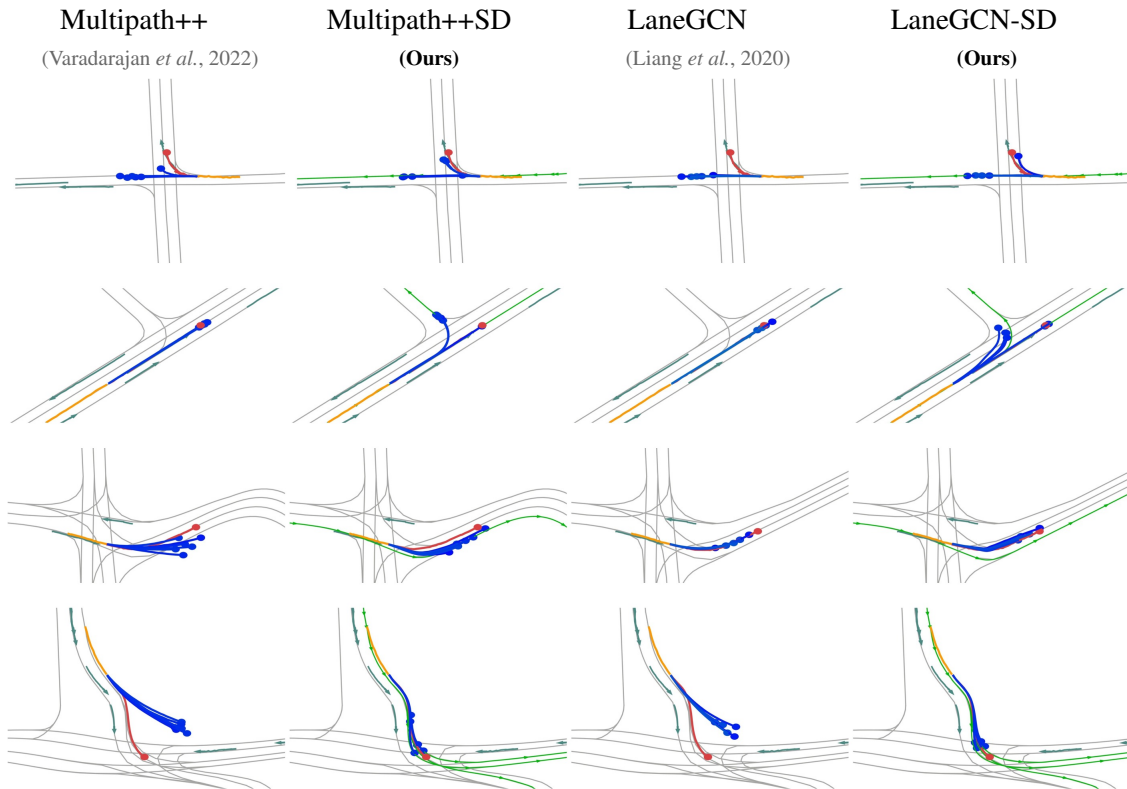 Multipath++ Multipath++SD LaneGCN LaneGCN-SD
(Varadarajan et al., 2022) (Ours) (Liang et al., 2020) (Ours)